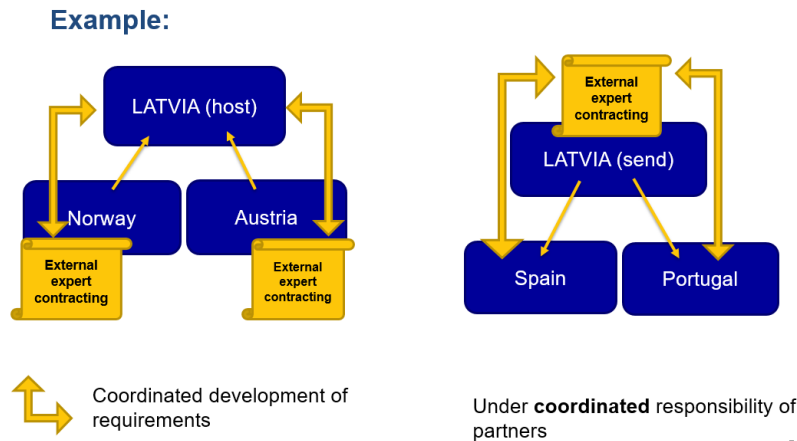 Example:
LATVIA (host)
Norway
Austria
External
expert
contracting
External
expert
contracting
Coordinated development of
requirements
External
expert
contracting
LATVIA (send)
Spain
Portugal
Under coordinated responsibility of
partners